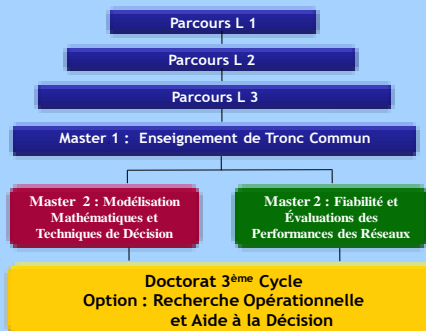 Parcours L 1
Parcours L 2
Parcours L 3
Master 1 : Enseignement de Tronc Commun
Master 2 : Modélisation
Mathématiques et
Techniques de Décision
Master 2 : Fiabilité et
Évaluations des
Performances des Réseaux
Doctorat 3ème Cycle
Option : Recherche Opérationnelle
et Aide à la Décision